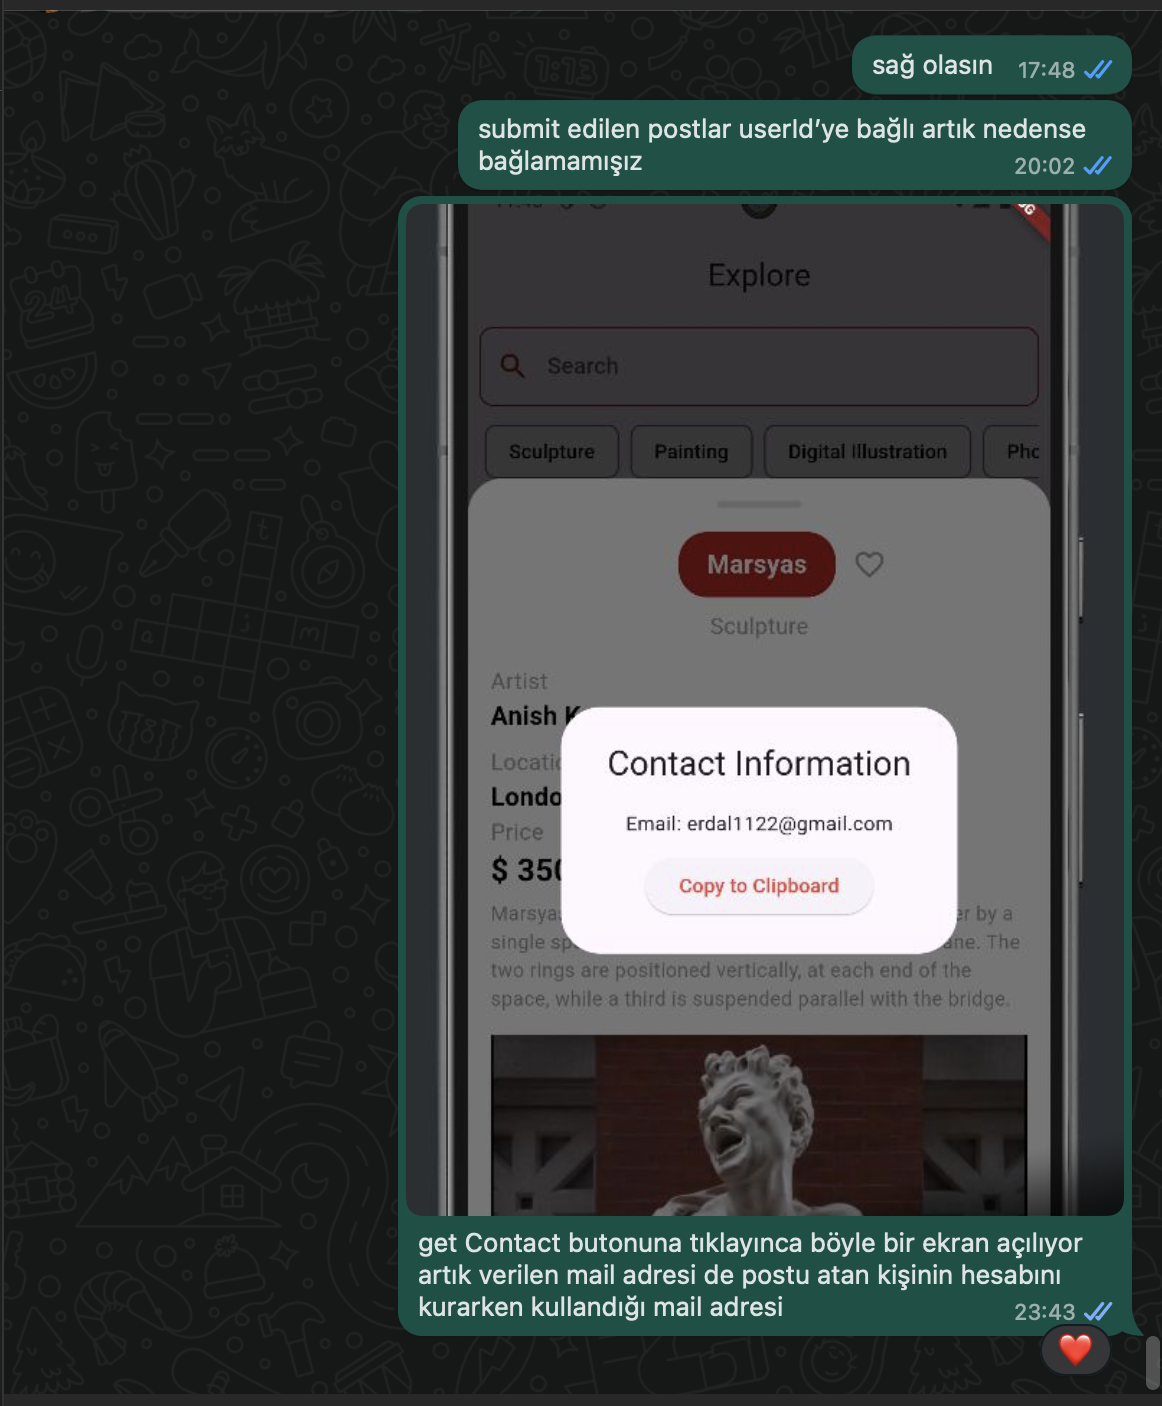 sağ olasın 17:48
submit edilen postlar userId'ye bağlı artık nedense
bağlamamışız
20:02
Explore
Search
Sculpture Painting Digital Illustration Pho
Marsyas
Sculpture
Artist
Anish K
Locatio
Londo
Price
$ 350
Contact Information
Email: erdal1122@gmail.com
Copy to Clipboard
Marsya er by a
single sp ane. The
two rings are positioned vertically, at each end of the
space, while a third is suspended parallel with the bridge.
get Contact butonuna tıklayınca böyle bir ekran açılıyor
artık verilen mail adresi de postu atan kişinin hesabını
kurarken kullandığı mail adresi
23:43